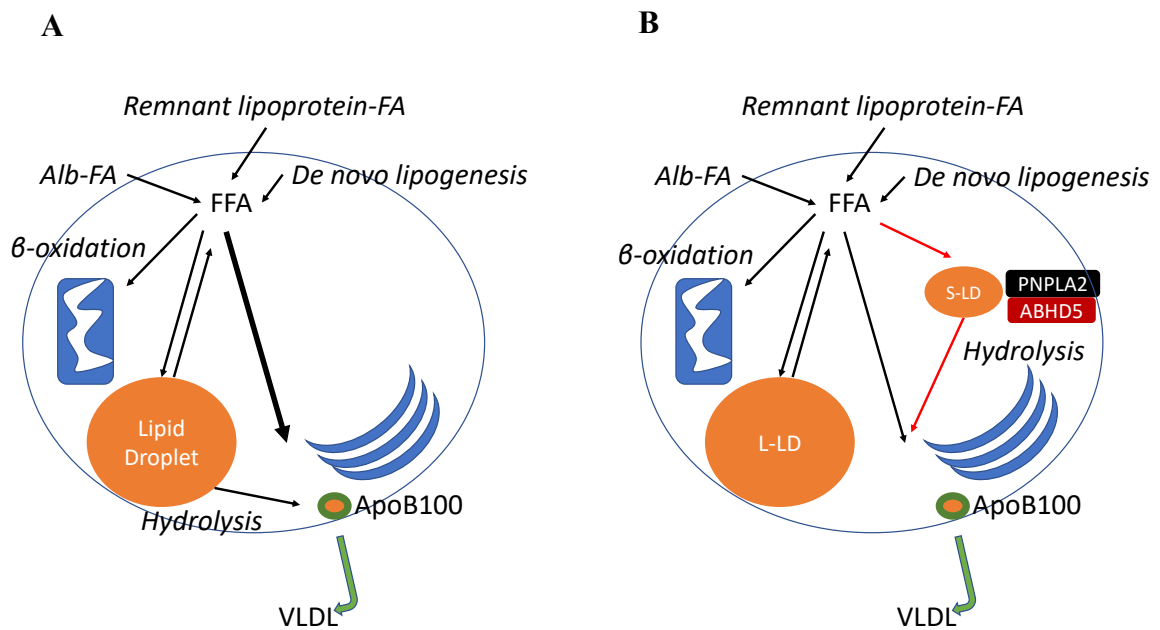 A
Remnant lipoprotein-FA
Alb-FA
De novo lipogenesis
FFA
β-oxidation
Lipid
Droplet
Hydrolysis
ApoB100
VLDL
B
Remnant lipoprotein-FA
Alb-FA
De novo lipogenesis
FFA
β-oxidation
S-LD
PNPLA2
ABHD5
Hydrolysis
L-LD
ApoB100
VLDL